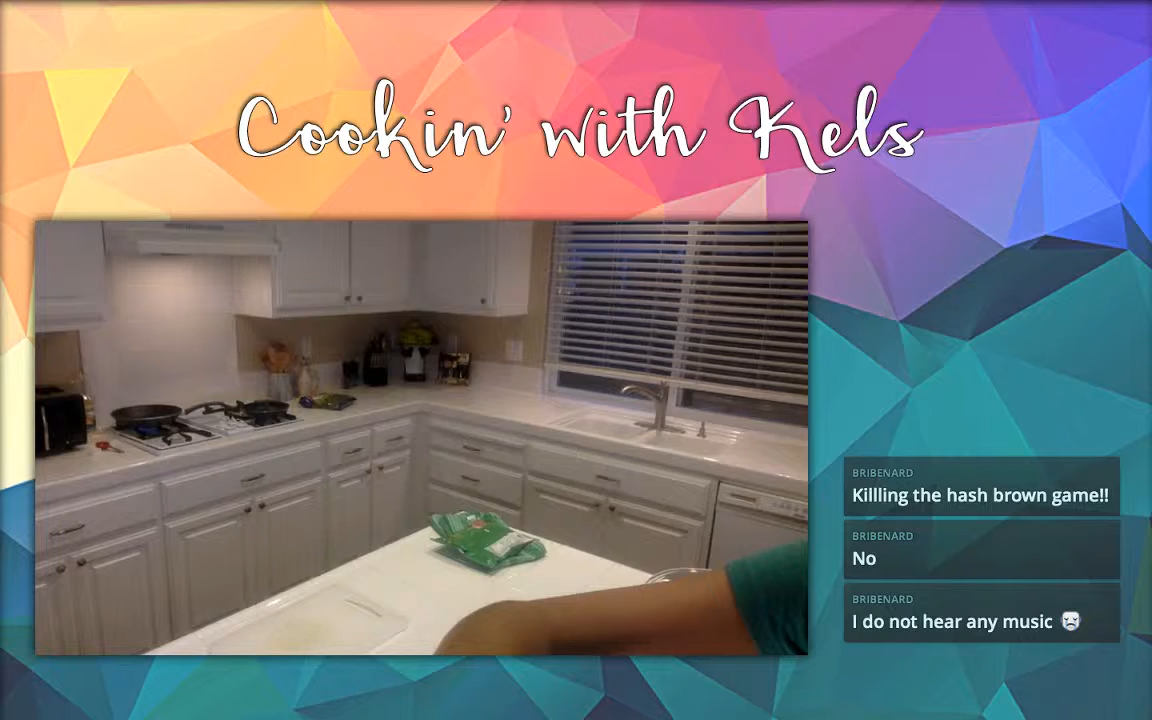 Cookin' with Kels
BRIBENARD
Killling the hash brown game!!
BRIBENARD
No
BRIBENARD
I do not hear any music